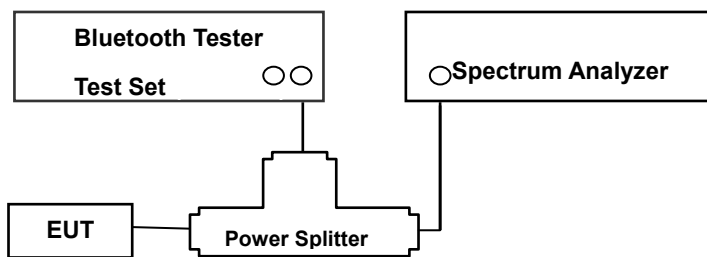 Bluetooth Tester
Test Set
Spectrum Analyzer
EUT
Power Splitter